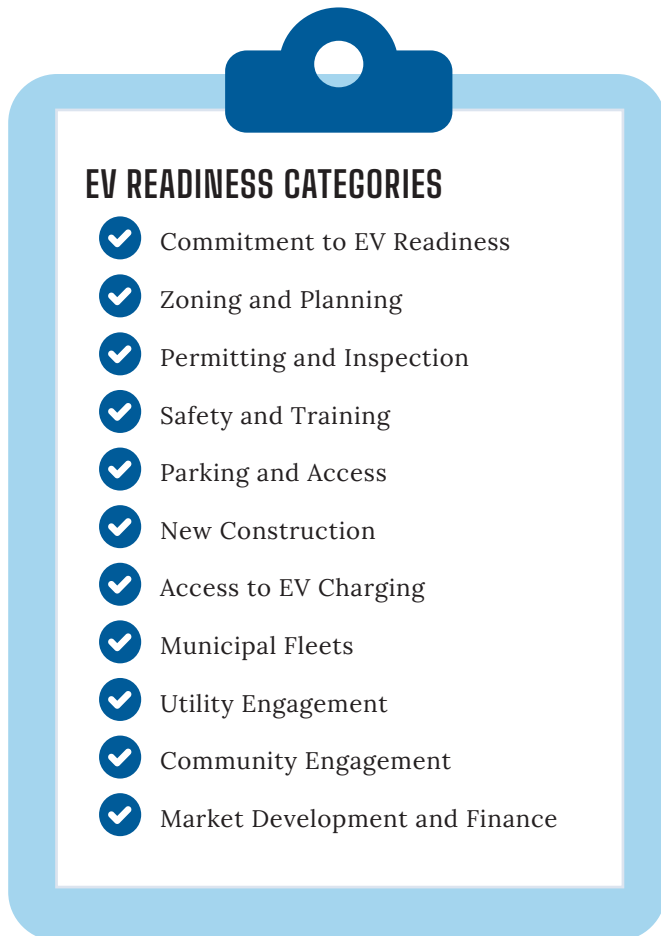 EV READINESS CATEGORIES
Commitment to EV Readiness
Zoning and Planning
Permitting and Inspection
Safety and Training
Parking and Access
New Construction
Access to EV Charging
Municipal Fleets
Utility Engagement
Community Engagement
Market Development and Finance